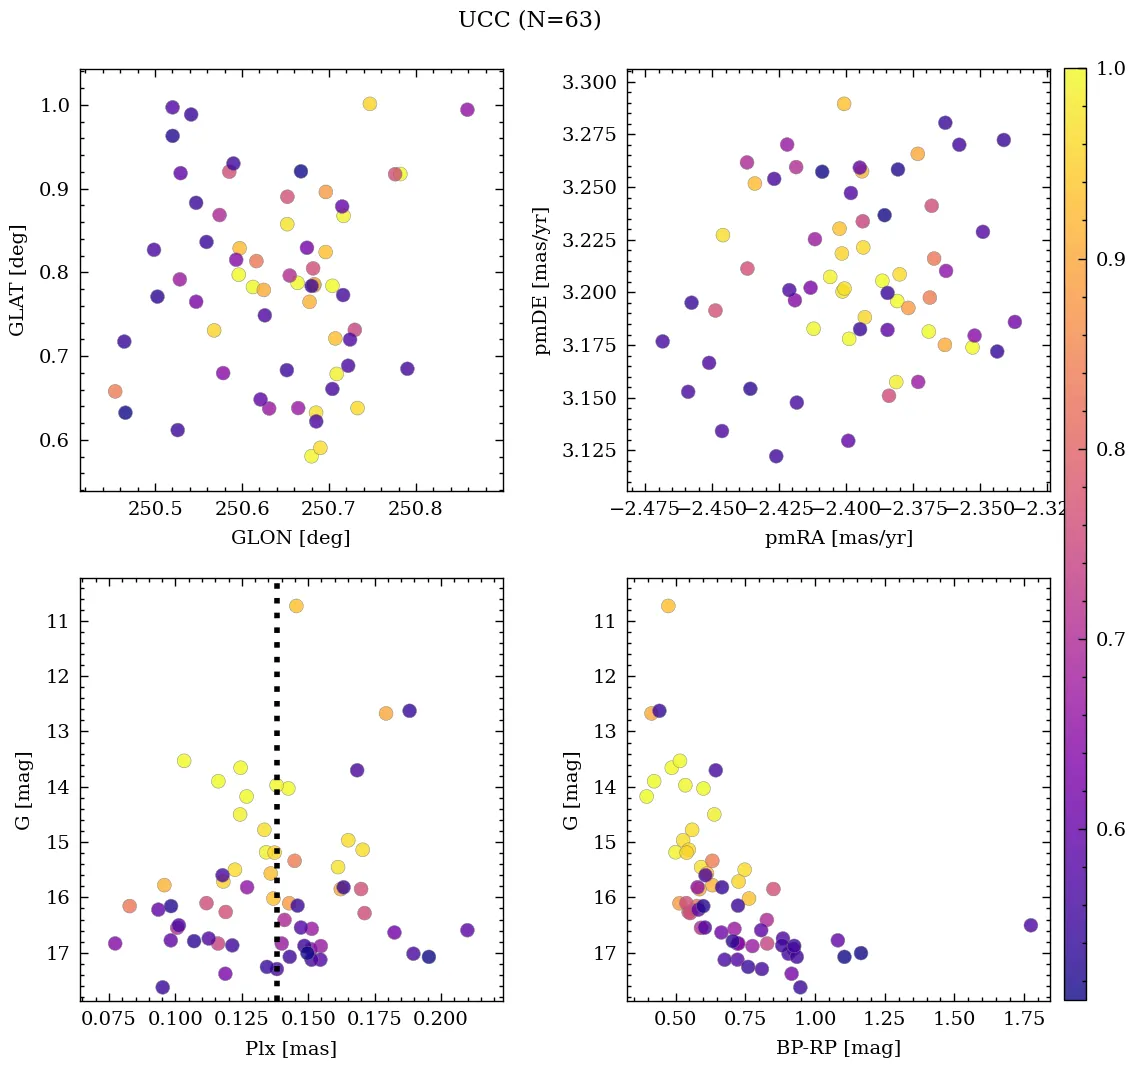 UCC (N=63)
1.0
0.9
0.8
0.7
0.6
GLAT [deg]
250.5 250.6 250.7 250.8
GLON [deg]
3.300
3.275
3.250
3.225
3.200
3.175
3.150
3.125
pmDE [mas/yr]
−2.475 −2.450 −2.425 −2.400 −2.375 −2.350 −2.32
pmRA [mas/yr]
11
12
13
14
15
16
17
G [mag]
0.075 0.100 0.125 0.150 0.175 0.200
Plx [mas]
11
12
13
14
15
16
17
G [mag]
0.50 0.75 1.00 1.25 1.50 1.75
BP-RP [mag]
1.0
0.9
0.8
0.7
0.6